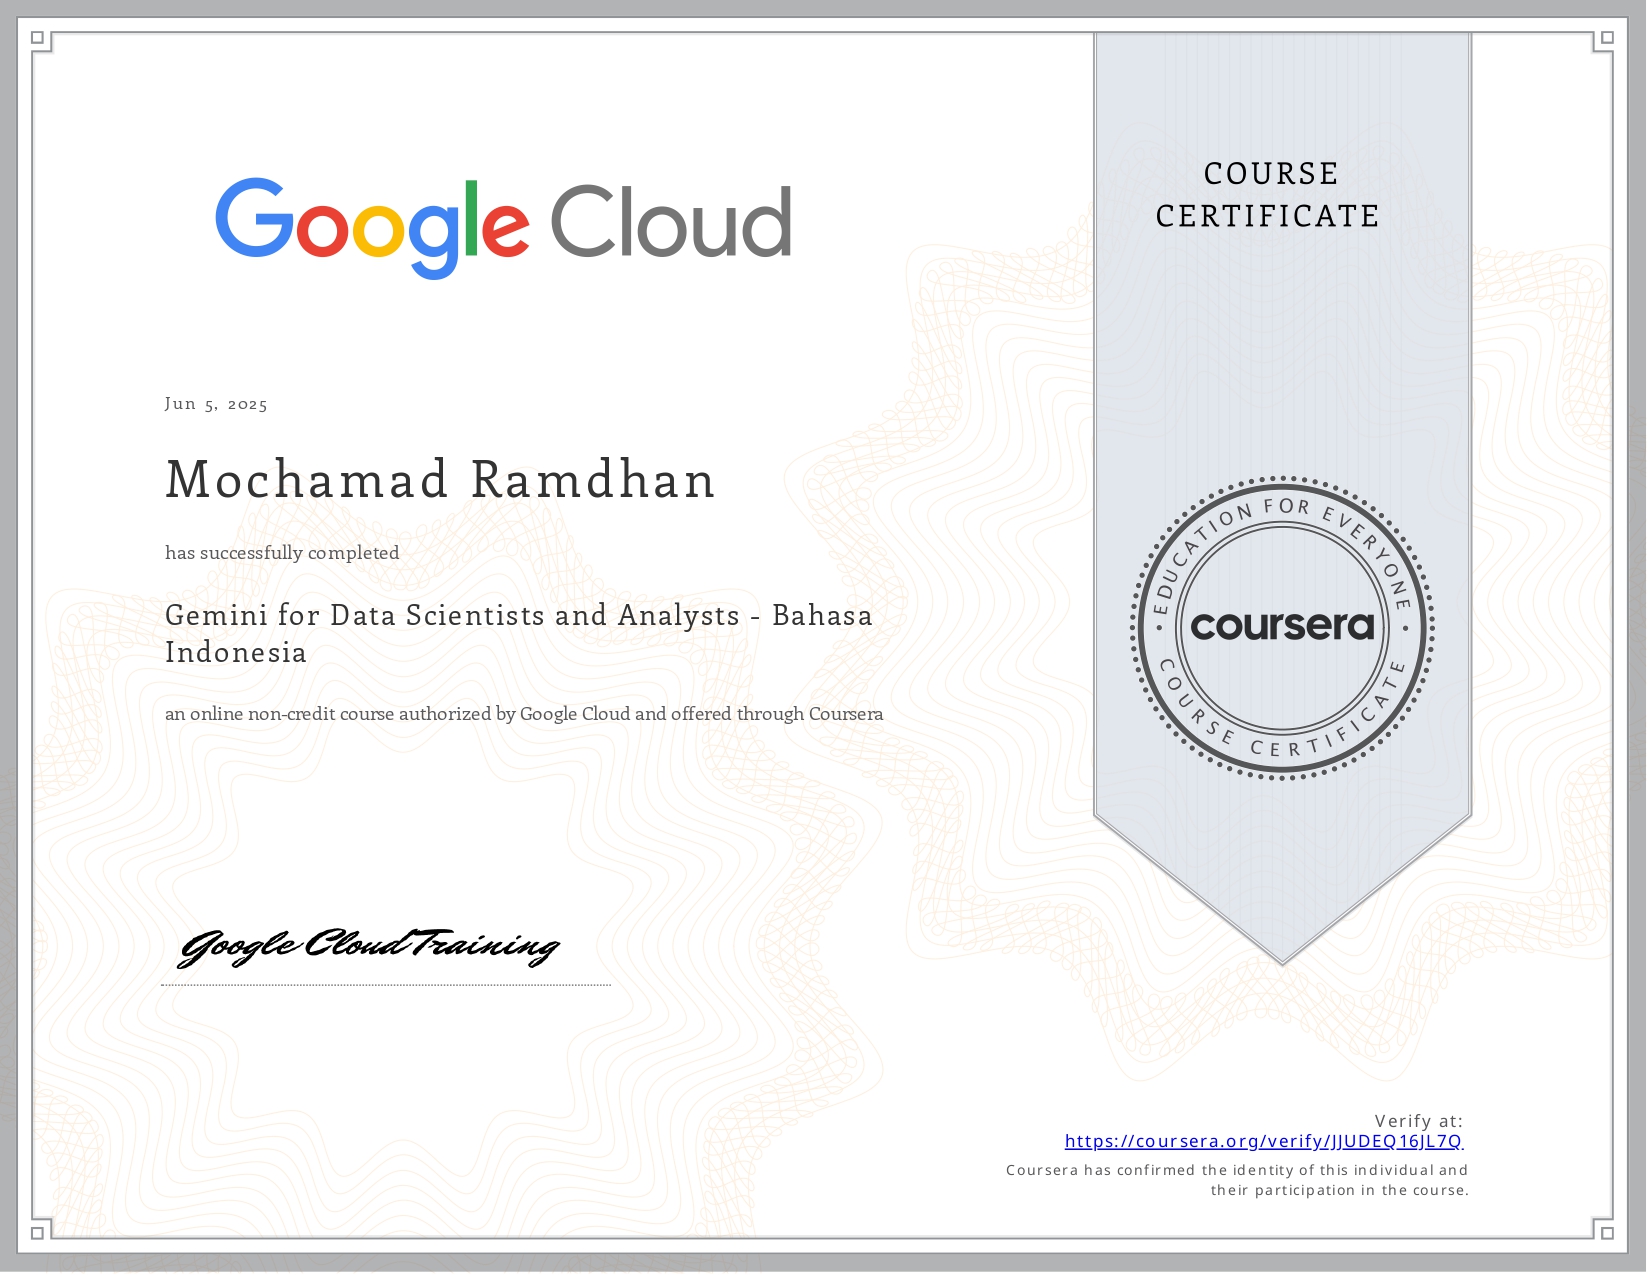 Google Cloud
COURSE
CERTIFICATE
Jun 5, 2025
Mochamad Ramdhan
has successfully completed
Gemini for Data Scientists and Analysts - Bahasa
Indonesia
an online non-credit course authorized by Google Cloud and offered through Coursera
EDUCATION FOR EVERYONE
coursera
COURSE CERTIFICATE
Google Cloud Training
Verify at:
https://coursera.org/verify/JJUDEQ16JL7Q
Coursera has confirmed the identity of this individual and
their participation in the course.